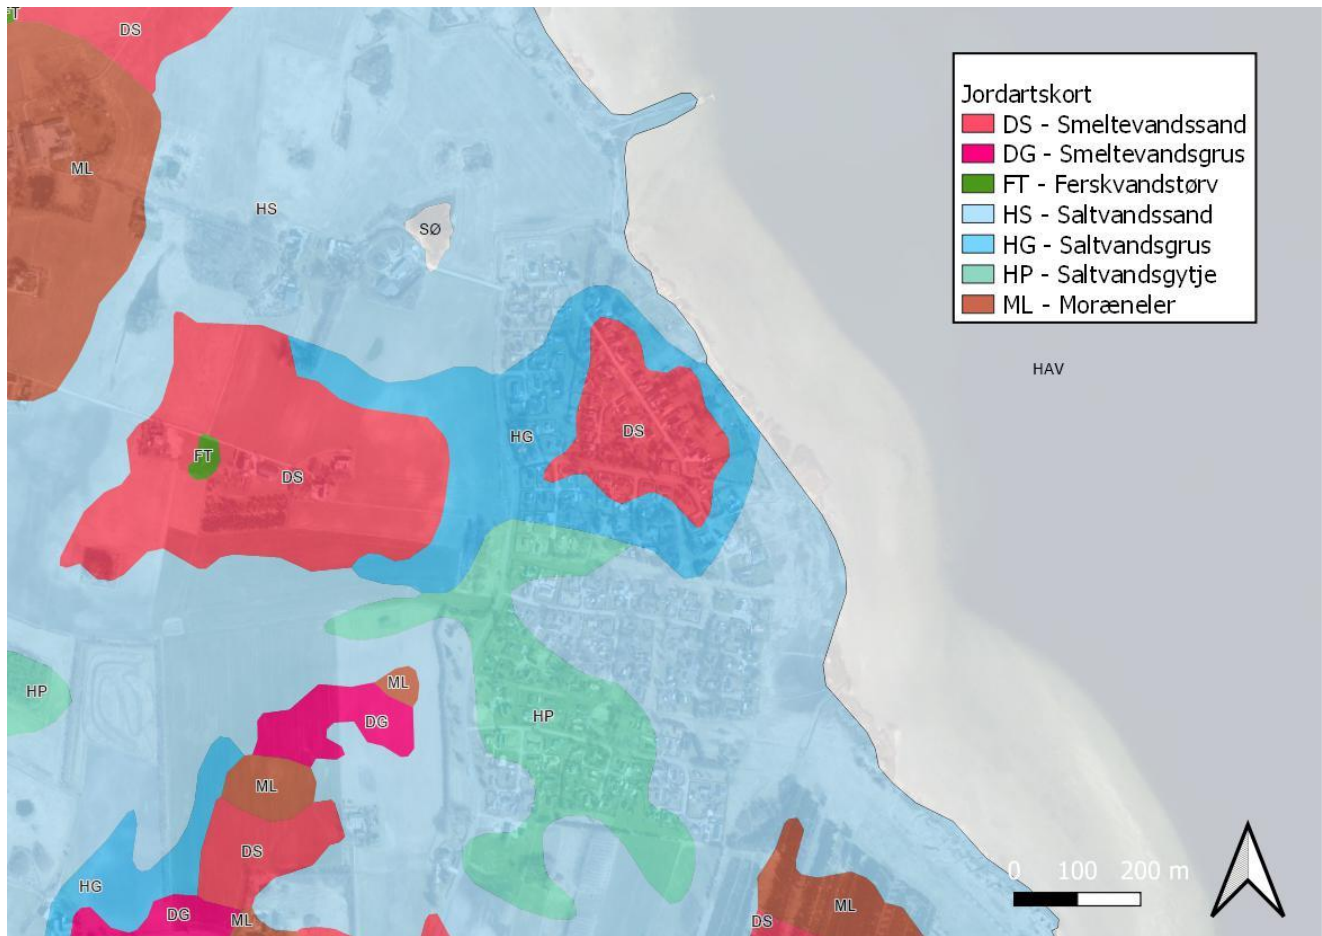 FT
DS
Jordartskort
DS - Smeltevandssand
DG - Smeltevandsgrus
FT - Ferskvandstørv
HS - Saltvandssand
HG - Saltvandsgrus
HP - Saltvandsgytje
ML - Moræneler
ML
HS
SØ
HAV
HG
DS
FT
DS
HP
ML
DG
HP
ML
DS
HG
DG
ML
0 100 200 m
ML
DS